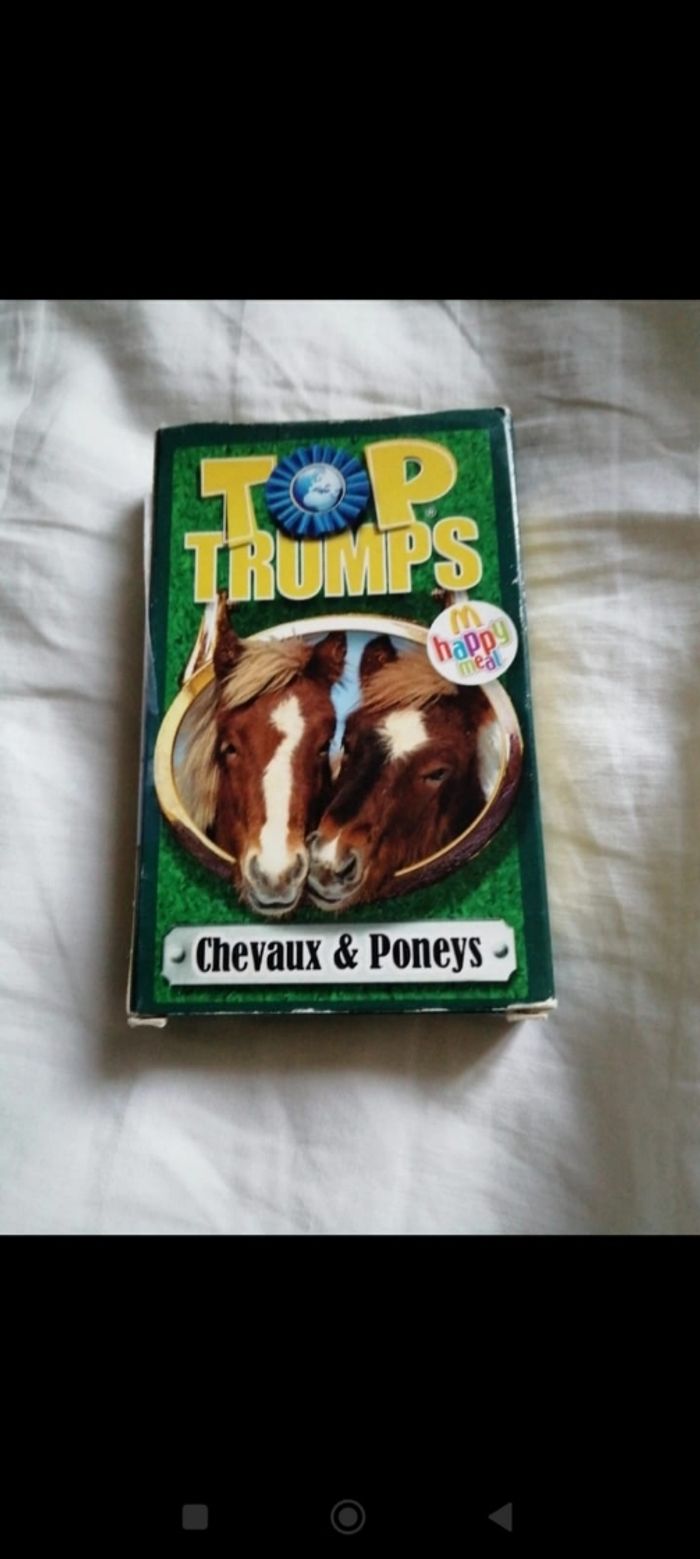 TOP
TRUMPS
happy
meal
Chevaux & Poneys